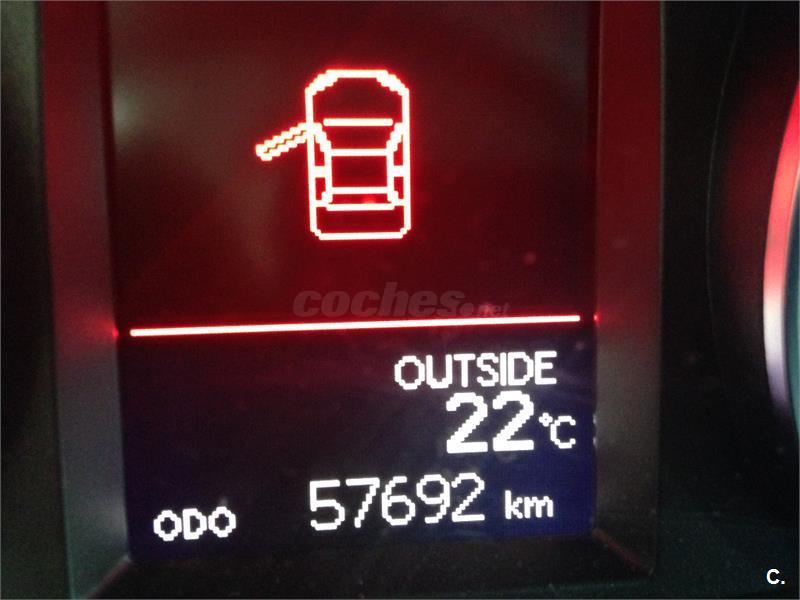 coches.net
OUTSIDE
22°C
ODO 57692 km
C.